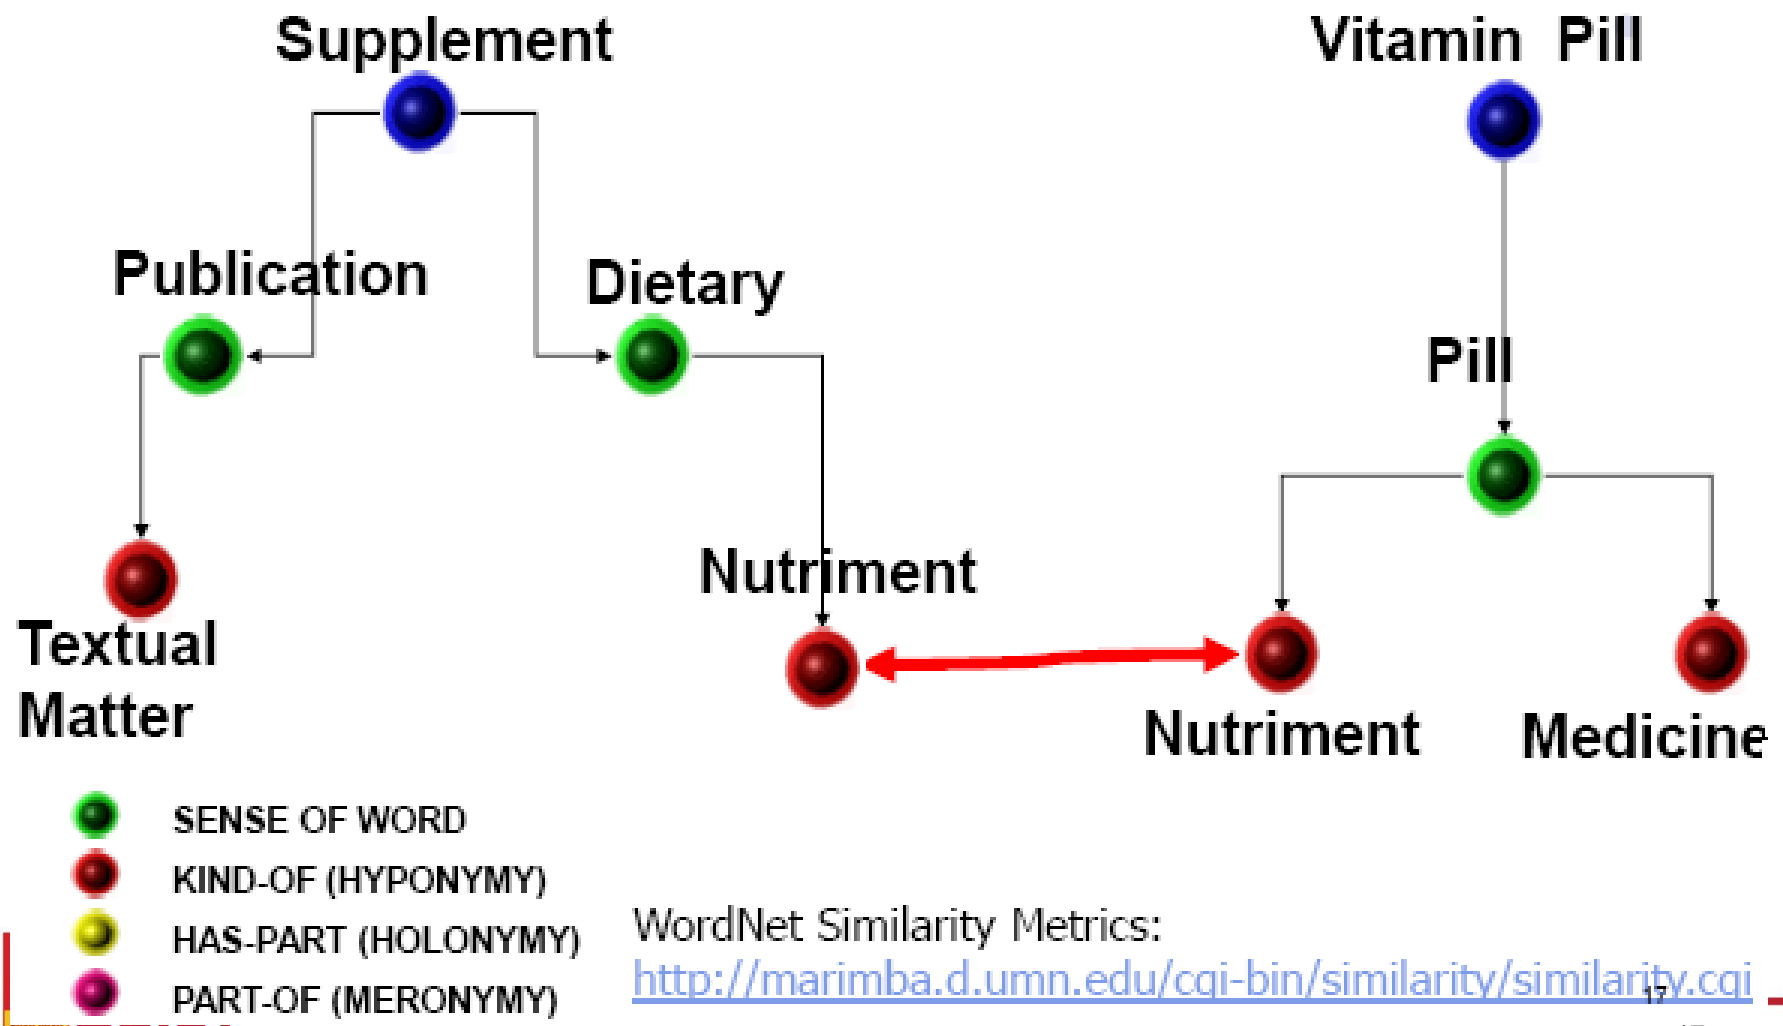 Supplement
Vitamin Pill
Publication
Dietary
Pill
Nutriment
Textual
Matter
Nutriment
Medicine
SENSE OF WORD
KIND-OF (HYPONYMY)
HAS-PART (HOLONYMY)
PART-OF (MERONYMY)
WordNet Similarity Metrics:
http://marimba.d.umn.edu/cgi-bin/similarity/similarity.cgi
17